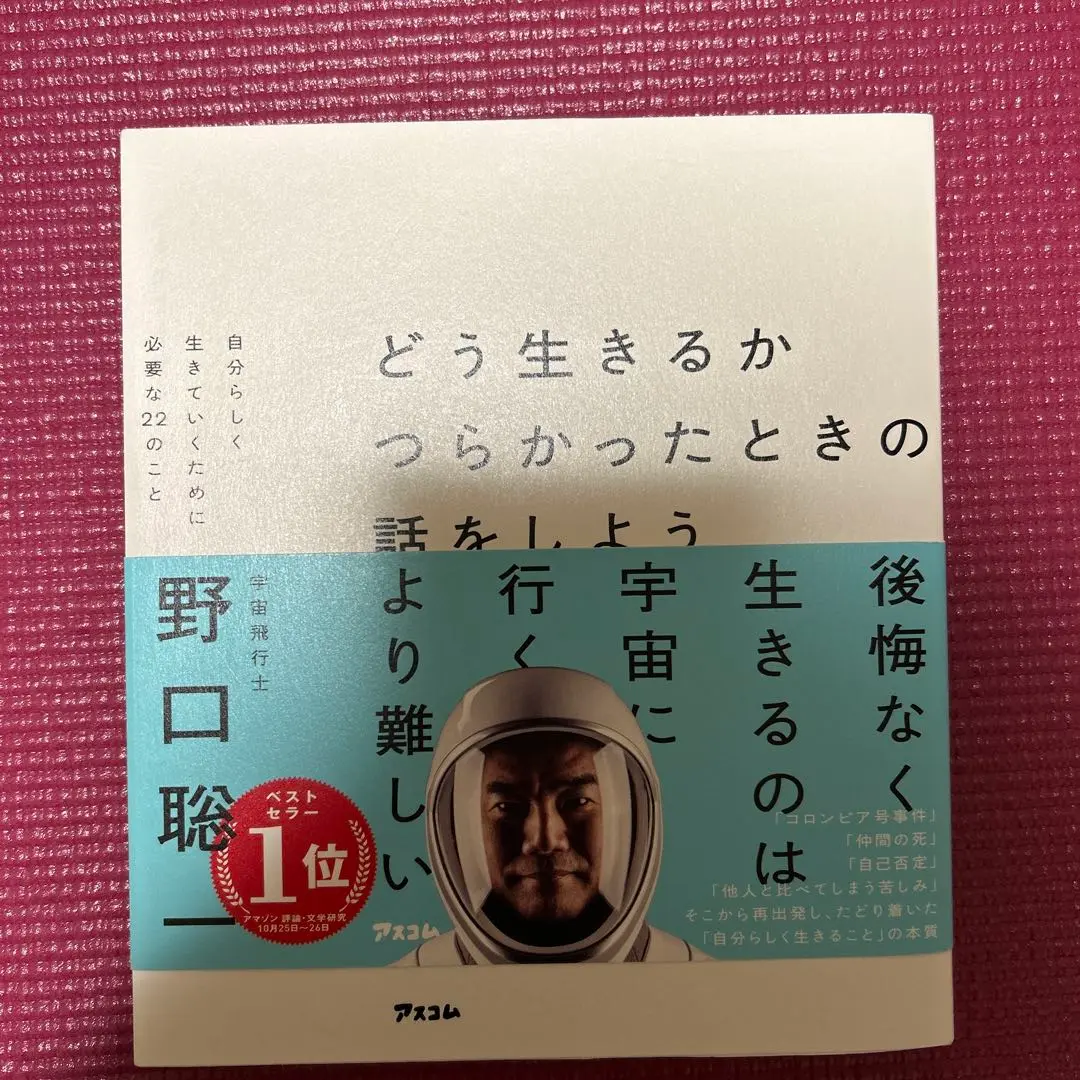 どう生きるか
つらかったときの
話をしよう
自分らしく
生きていくために
必要な22のこと
宇宙飛行士
野口聡一
後悔なく
生きるのは
宇宙に
行く
より難しい
ベスト
セラー
1位
アマゾン 評論・文学研究
10月25日〜26日
「コロンビア号事件」
「仲間の死」
「自己否定」
「他人と比べてしまう苦しみ」
そこから再出発し、たどり着いた
「自分らしく生きること」の本質
アスコム
アスコム